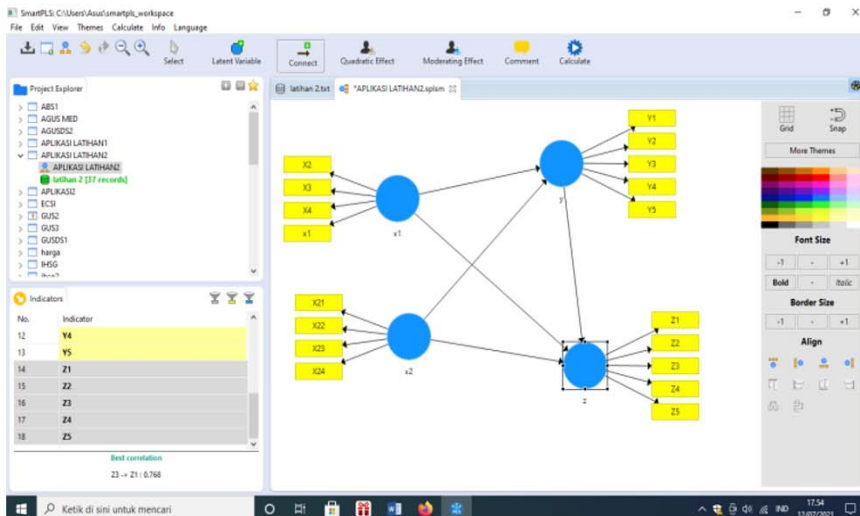 SmartPLS: C:\Users\Asus\smartpls_workspace
File Edit View Themes Calculate Info Language
Select
Latent Variable
Connect
Quadratic Effect
Moderating Effect
Comment
Calculate
Project Explorer
ABS1
AGUS MED
AGUSDS2
APLIKASI LATIHAN1
APLIKASI LATIHAN2
APLIKASI LATIHAN2
latihan 2 [37 records]
APLIKASI2
ECSI
GUS2
GUS3
GUSDS1
harga
IHSG
Indicators
No. Indicator
12 Y4
13 Y5
14 Z1
15 Z2
16 Z3
17 Z4
18 Z5
Best correlation
Z3 -> Z1 : 0.768
latihan 2.txt
*APLIKASI LATIHAN2.splsm
X2
X3
X4
x1
x1
X21
X22
X23
X24
x2
Y1
Y2
Y3
Y4
Y5
y
Z1
Z2
Z3
Z4
Z5
z
Grid Snap
More Themes
Font Size
-1 - +1
Bold - Italic
Border Size
-1 - +1
Align
Ketik di sini untuk mencari
IND
17.54
12/07/2021